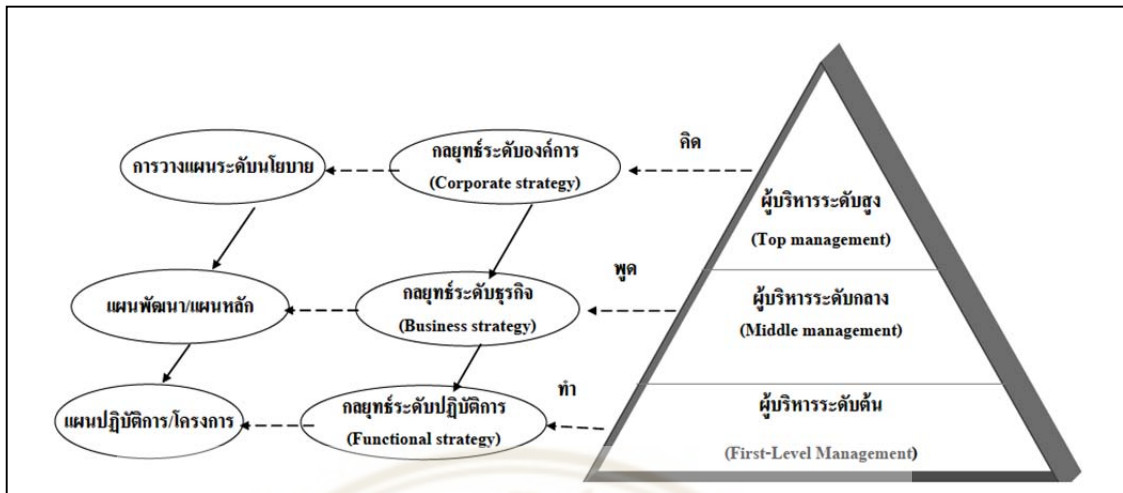 การวางแผนระดับนโยบาย
กลยุทธ์ระดับองค์การ
(Corporate strategy)
คิด
ผู้บริหารระดับสูง
(Top management)
แผนพัฒนา/แผนหลัก
กลยุทธ์ระดับธุรกิจ
(Business strategy)
พูด
ผู้บริหารระดับกลาง
(Middle management)
แผนปฏิบัติการ/โครงการ
กลยุทธ์ระดับปฏิบัติการ
(Functional strategy)
ทำ
ผู้บริหารระดับต้น
(First-Level Management)